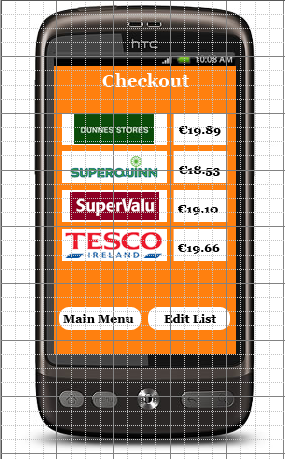 htc
10:08 AM
Checkout
DUNNES STORES €19.89
SUPERQUINN €18.53
SuperValu €19.10
TESCO €19.66
IRELAND
Main Menu Edit List